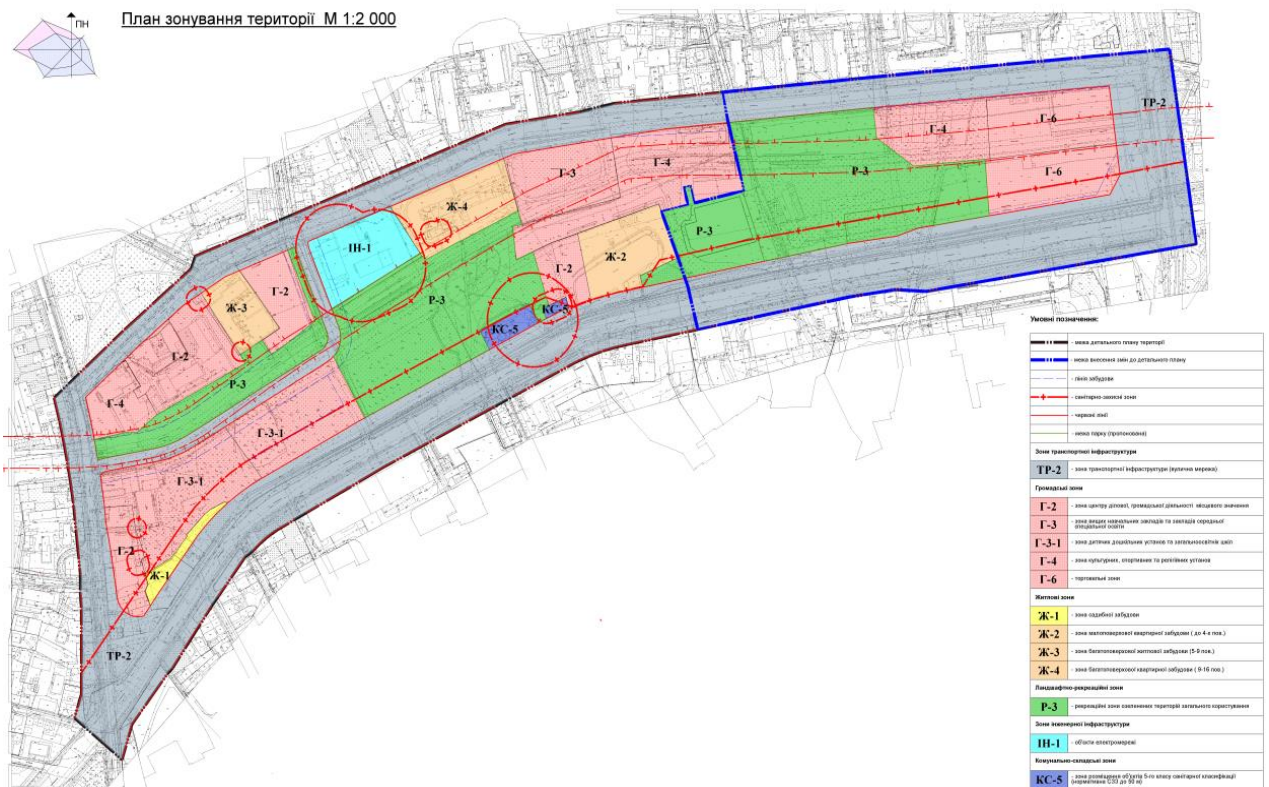 План зонування території М 1:2 000
ПН
ТР-2
Г-6
Г-4
Г-4
Г-3
Г-6
Р-3
Ж-4
Р-3
ІН-1
Ж-2
Г-2
Г-2
Р-3
Ж-3
КС-5
КС-5
Г-2
Р-3
Г-4
Г-3-1
Г-3-1
Г-2
Ж-1
ТР-2
Умовні позначення:
- межа детального плану території
- межа внесення змін до детального плану
- лінія забудови
- санітарно-захисні зони
- червоні лінії
- межа парку (пропонована)
Зони транспортної інфраструктури
ТР-2 - зона транспортної інфраструктури (вулична мережа)
Громадські зони
Г-2 - зона центру ділової, громадської діяльності місцевого значення
Г-3 - зона вищих навчальних закладів та закладів середньої спеціальної освіти
Г-3-1 - зона дитячих дошкільних установ та загальноосвітніх шкіл
Г-4 - зона культурних, спортивних та релігійних установ
Г-6 - торговельні зони
Житлові зони
Ж-1 - зона садибної забудови
Ж-2 - зона малоповерхової квартирної забудови ( до 4-х пов.)
Ж-3 - зона багатоповерхової житлової забудови (5-9 пов.)
Ж-4 - зона багатоповерхової квартирної забудови ( 9-16 пов.)
Ландшафтно-рекреаційні зони
Р-3 - рекреаційні зони озеленених територій загального користування
Зони інженерної інфраструктури
ІН-1 - об'єкти електромережі
Комунально-складські зони
КС-5 - зона розміщення об'єктів 5-го класу санітарної класифікації
(нормативна СЗЗ до 50 м)